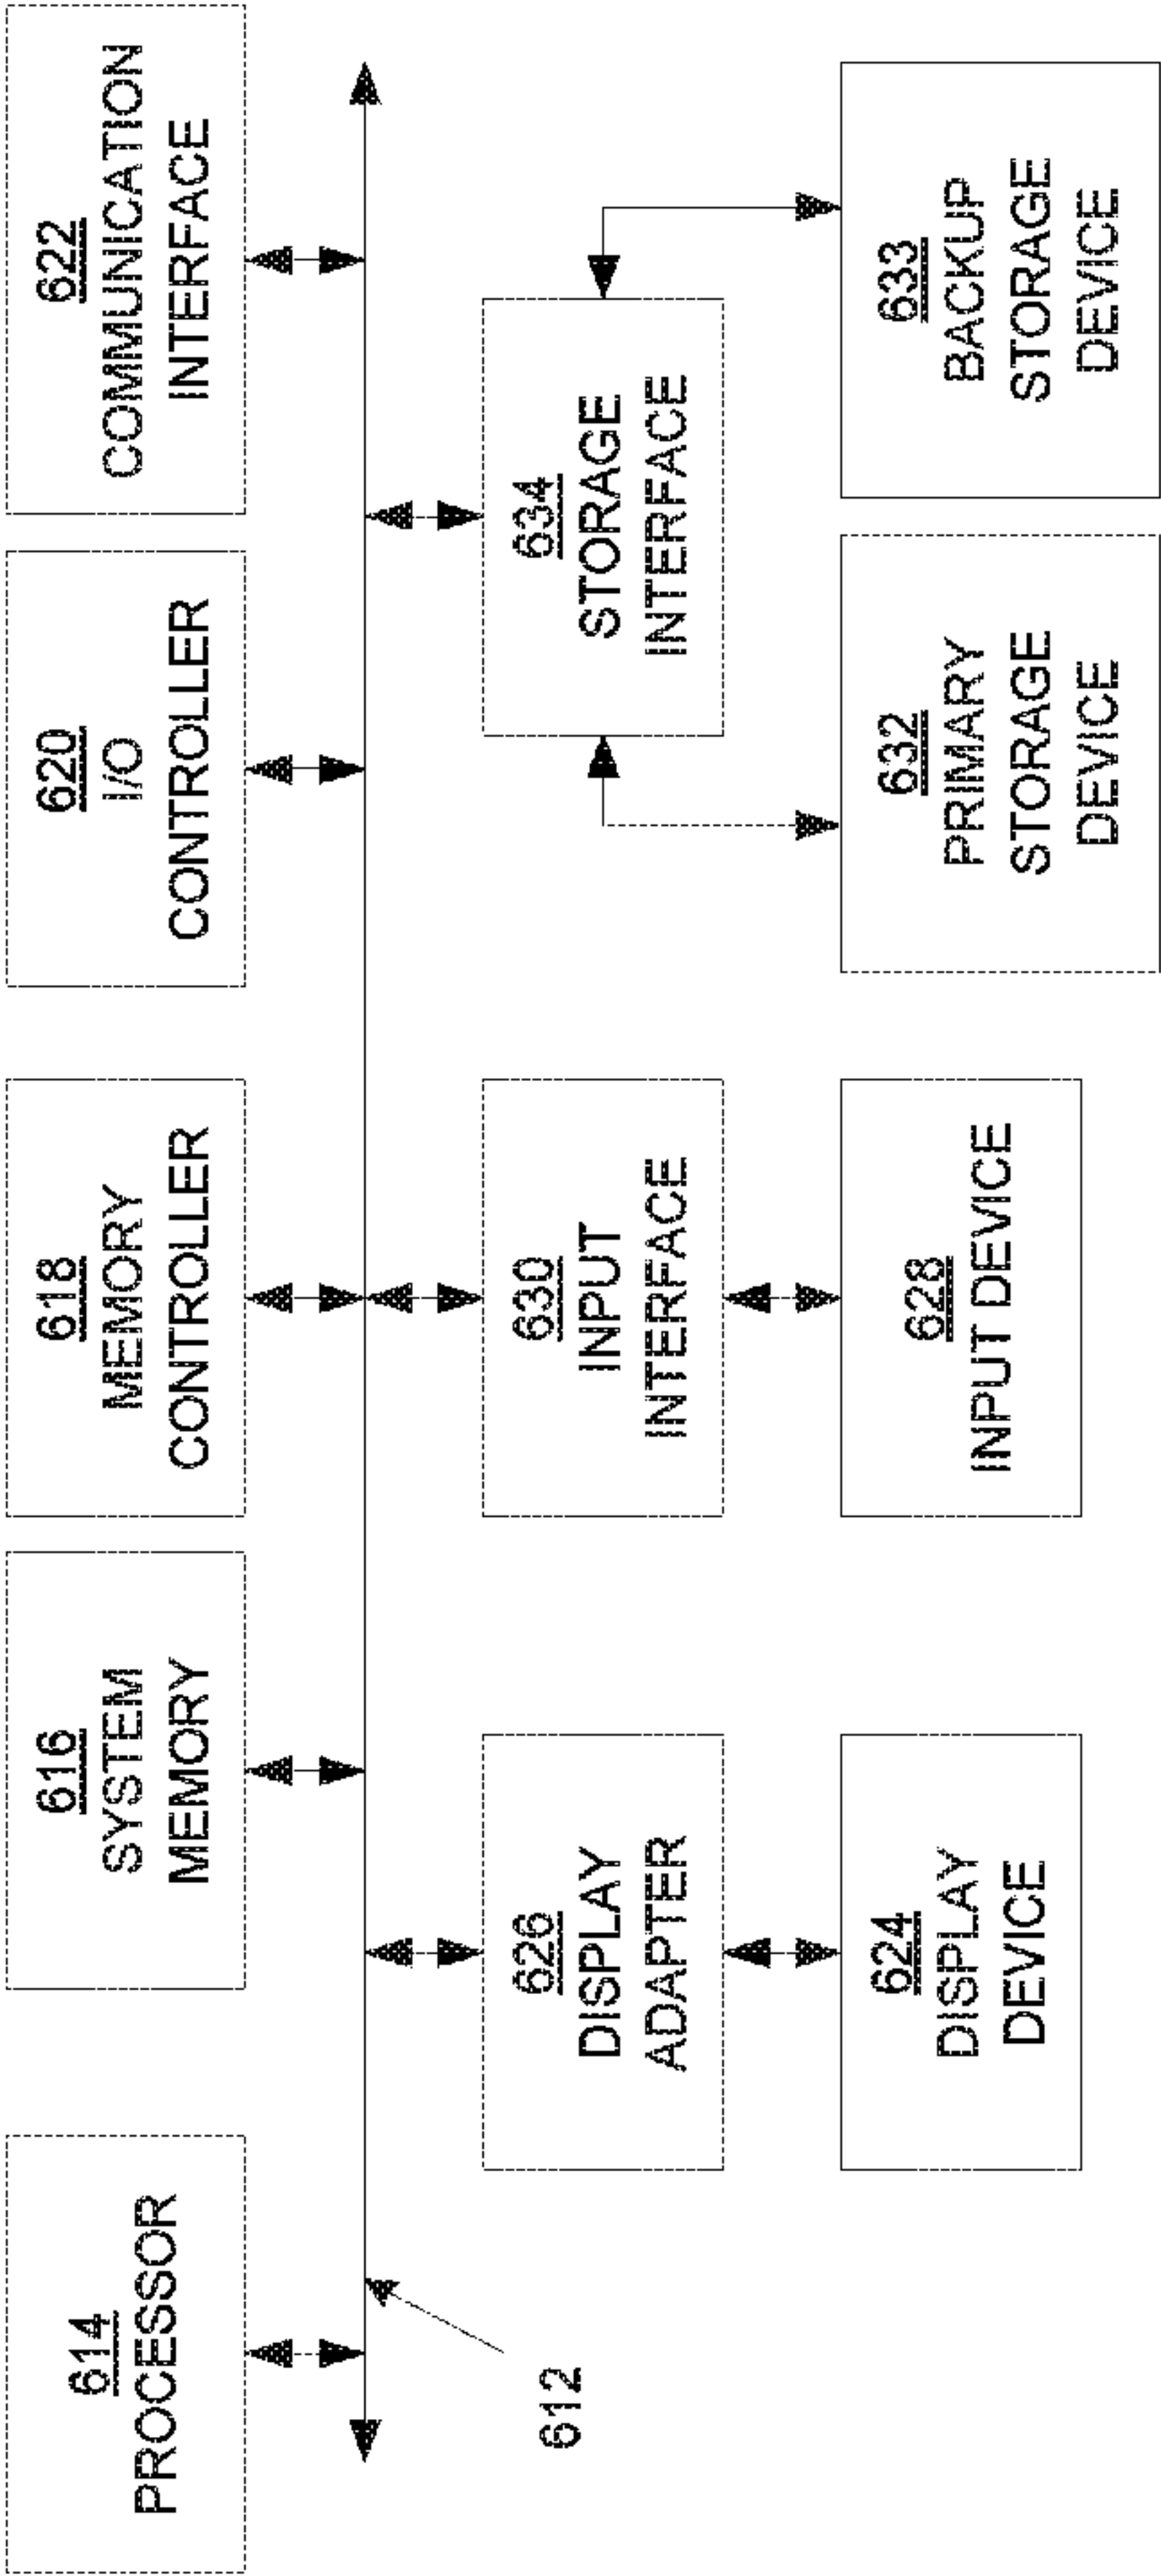 614
PROCESSOR
616
SYSTEM
MEMORY
618
MEMORY
CONTROLLER
620
I/O
CONTROLLER
622
COMMUNICATION
INTERFACE
612
626
DISPLAY
ADAPTER
630
INPUT
INTERFACE
634
STORAGE
INTERFACE
624
DISPLAY
DEVICE
628
INPUT DEVICE
632
PRIMARY
STORAGE
DEVICE
633
BACKUP
STORAGE
DEVICE